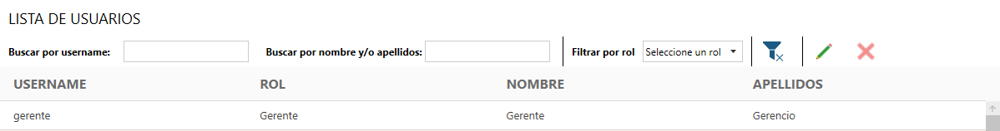 LISTA DE USUARIOS
Buscar por username: Buscar por nombre y/o apellidos: Filtrar por rol Seleccione un rol
USERNAME ROL NOMBRE APELLIDOS
gerente Gerente Gerente Gerencio